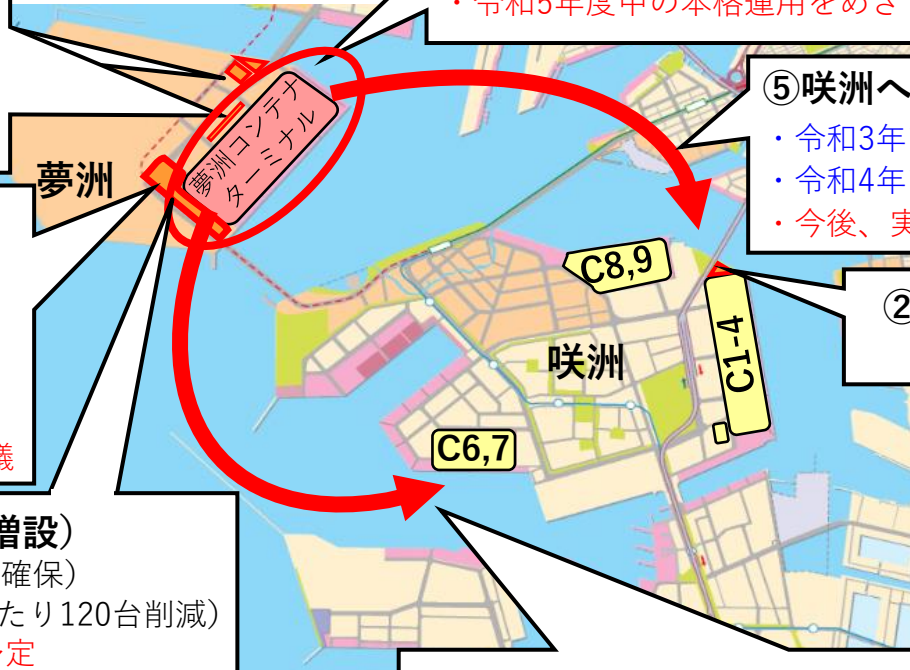 ・令和5年度中の本格運用をめざ
⑤咲洲へ
・令和3年
・令和4年
・今後、実
夢洲コンテナ
ターミナル
夢洲
C8,9
②
C1-4
咲洲
C6,7
議
増設）
確保）
たり120台削減）
定